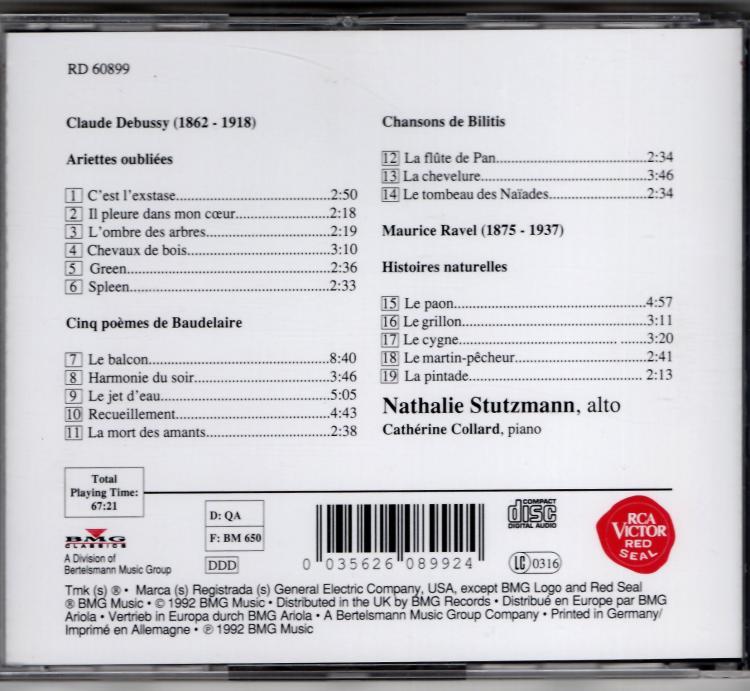 RD 60899
Claude Debussy (1862 - 1918)
Ariettes oubliées
1 C'est l'exstase....................................2:50
2 Il pleure dans mon cœur...........................2:18
3 L'ombre des arbres................................2:19
4 Chevaux de bois...................................3:10
5 Green.............................................2:36
6 Spleen............................................2:33
Cinq poèmes de Baudelaire
7 Le balcon.........................................8:40
8 Harmonie du soir..................................3:46
9 Le jet d'eau......................................5:05
10 Recueillement....................................4:43
11 La mort des amants...............................2:38
Chansons de Bilitis
12 La flûte de Pan..................................2:34
13 La chevelure.....................................3:46
14 Le tombeau des Naïades...........................2:34
Maurice Ravel (1875 - 1937)
Histoires naturelles
15 Le paon..........................................4:57
16 Le grillon.......................................3:11
17 Le cygne.................................. ......3:20
18 Le martin-pêcheur................................2:41
19 La pintade....................................... 2:13
Nathalie Stutzmann, alto
Cathérine Collard, piano
Total
Playing Time:
67:21
BMG
CLASSICS
A Division of
Bertelsmann Music Group
D: QA
F: BM 650
DDD
0 035626 089924
COMPACT
disc
DIGITAL AUDIO
LC 0316
RCA
VICTOR
RED
SEAL
Tmk (s) ® • Marca (s) Registrada (s) General Electric Company, USA, except BMG Logo and Red Seal
® BMG Music • © 1992 BMG Music • Distributed in the UK by BMG Records • Distribué en Europe par BMG
Ariola • Vertrieb in Europa durch BMG Ariola • A Bertelsmann Music Group Company • Printed in Germany/
Imprimé en Allemagne • ℗ 1992 BMG Music